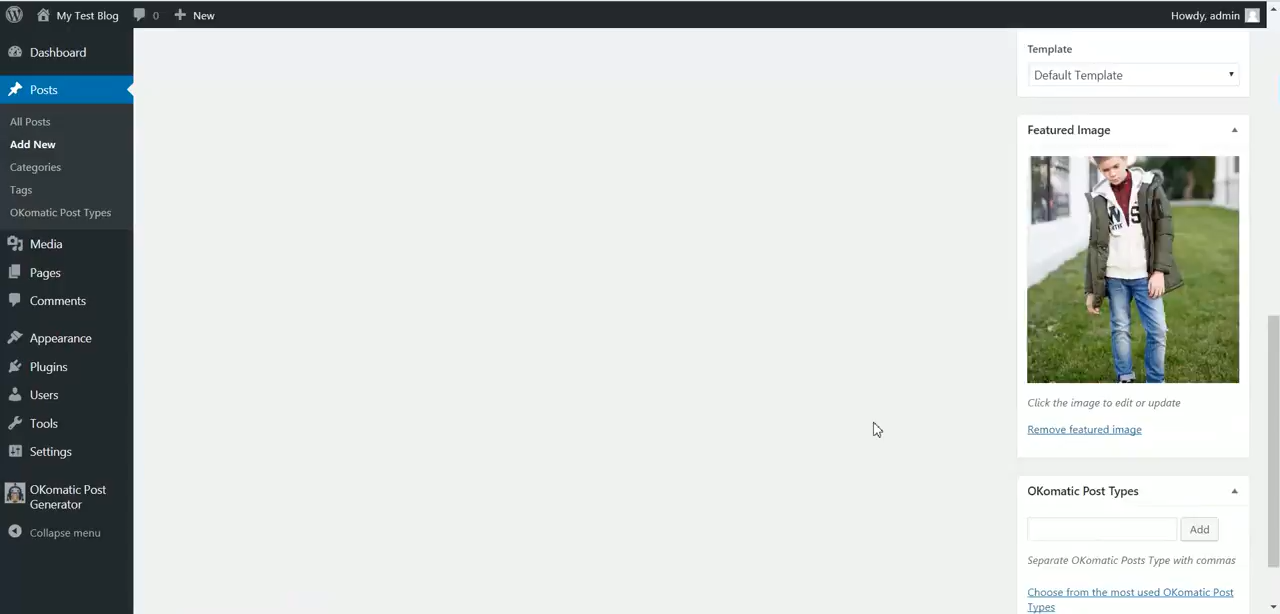 My Test Blog 0 New Howdy, admin
Dashboard
Posts
All Posts
Add New
Categories
Tags
OKomatic Post Types
Media
Pages
Comments
Appearance
Plugins
Users
Tools
Settings
OKomatic Post
Generator
Collapse menu
Template
Default Template
Featured Image
Click the image to edit or update
Remove featured image
OKomatic Post Types
Add
Separate OKomatic Posts Type with commas
Choose from the most used OKomatic Post
Types